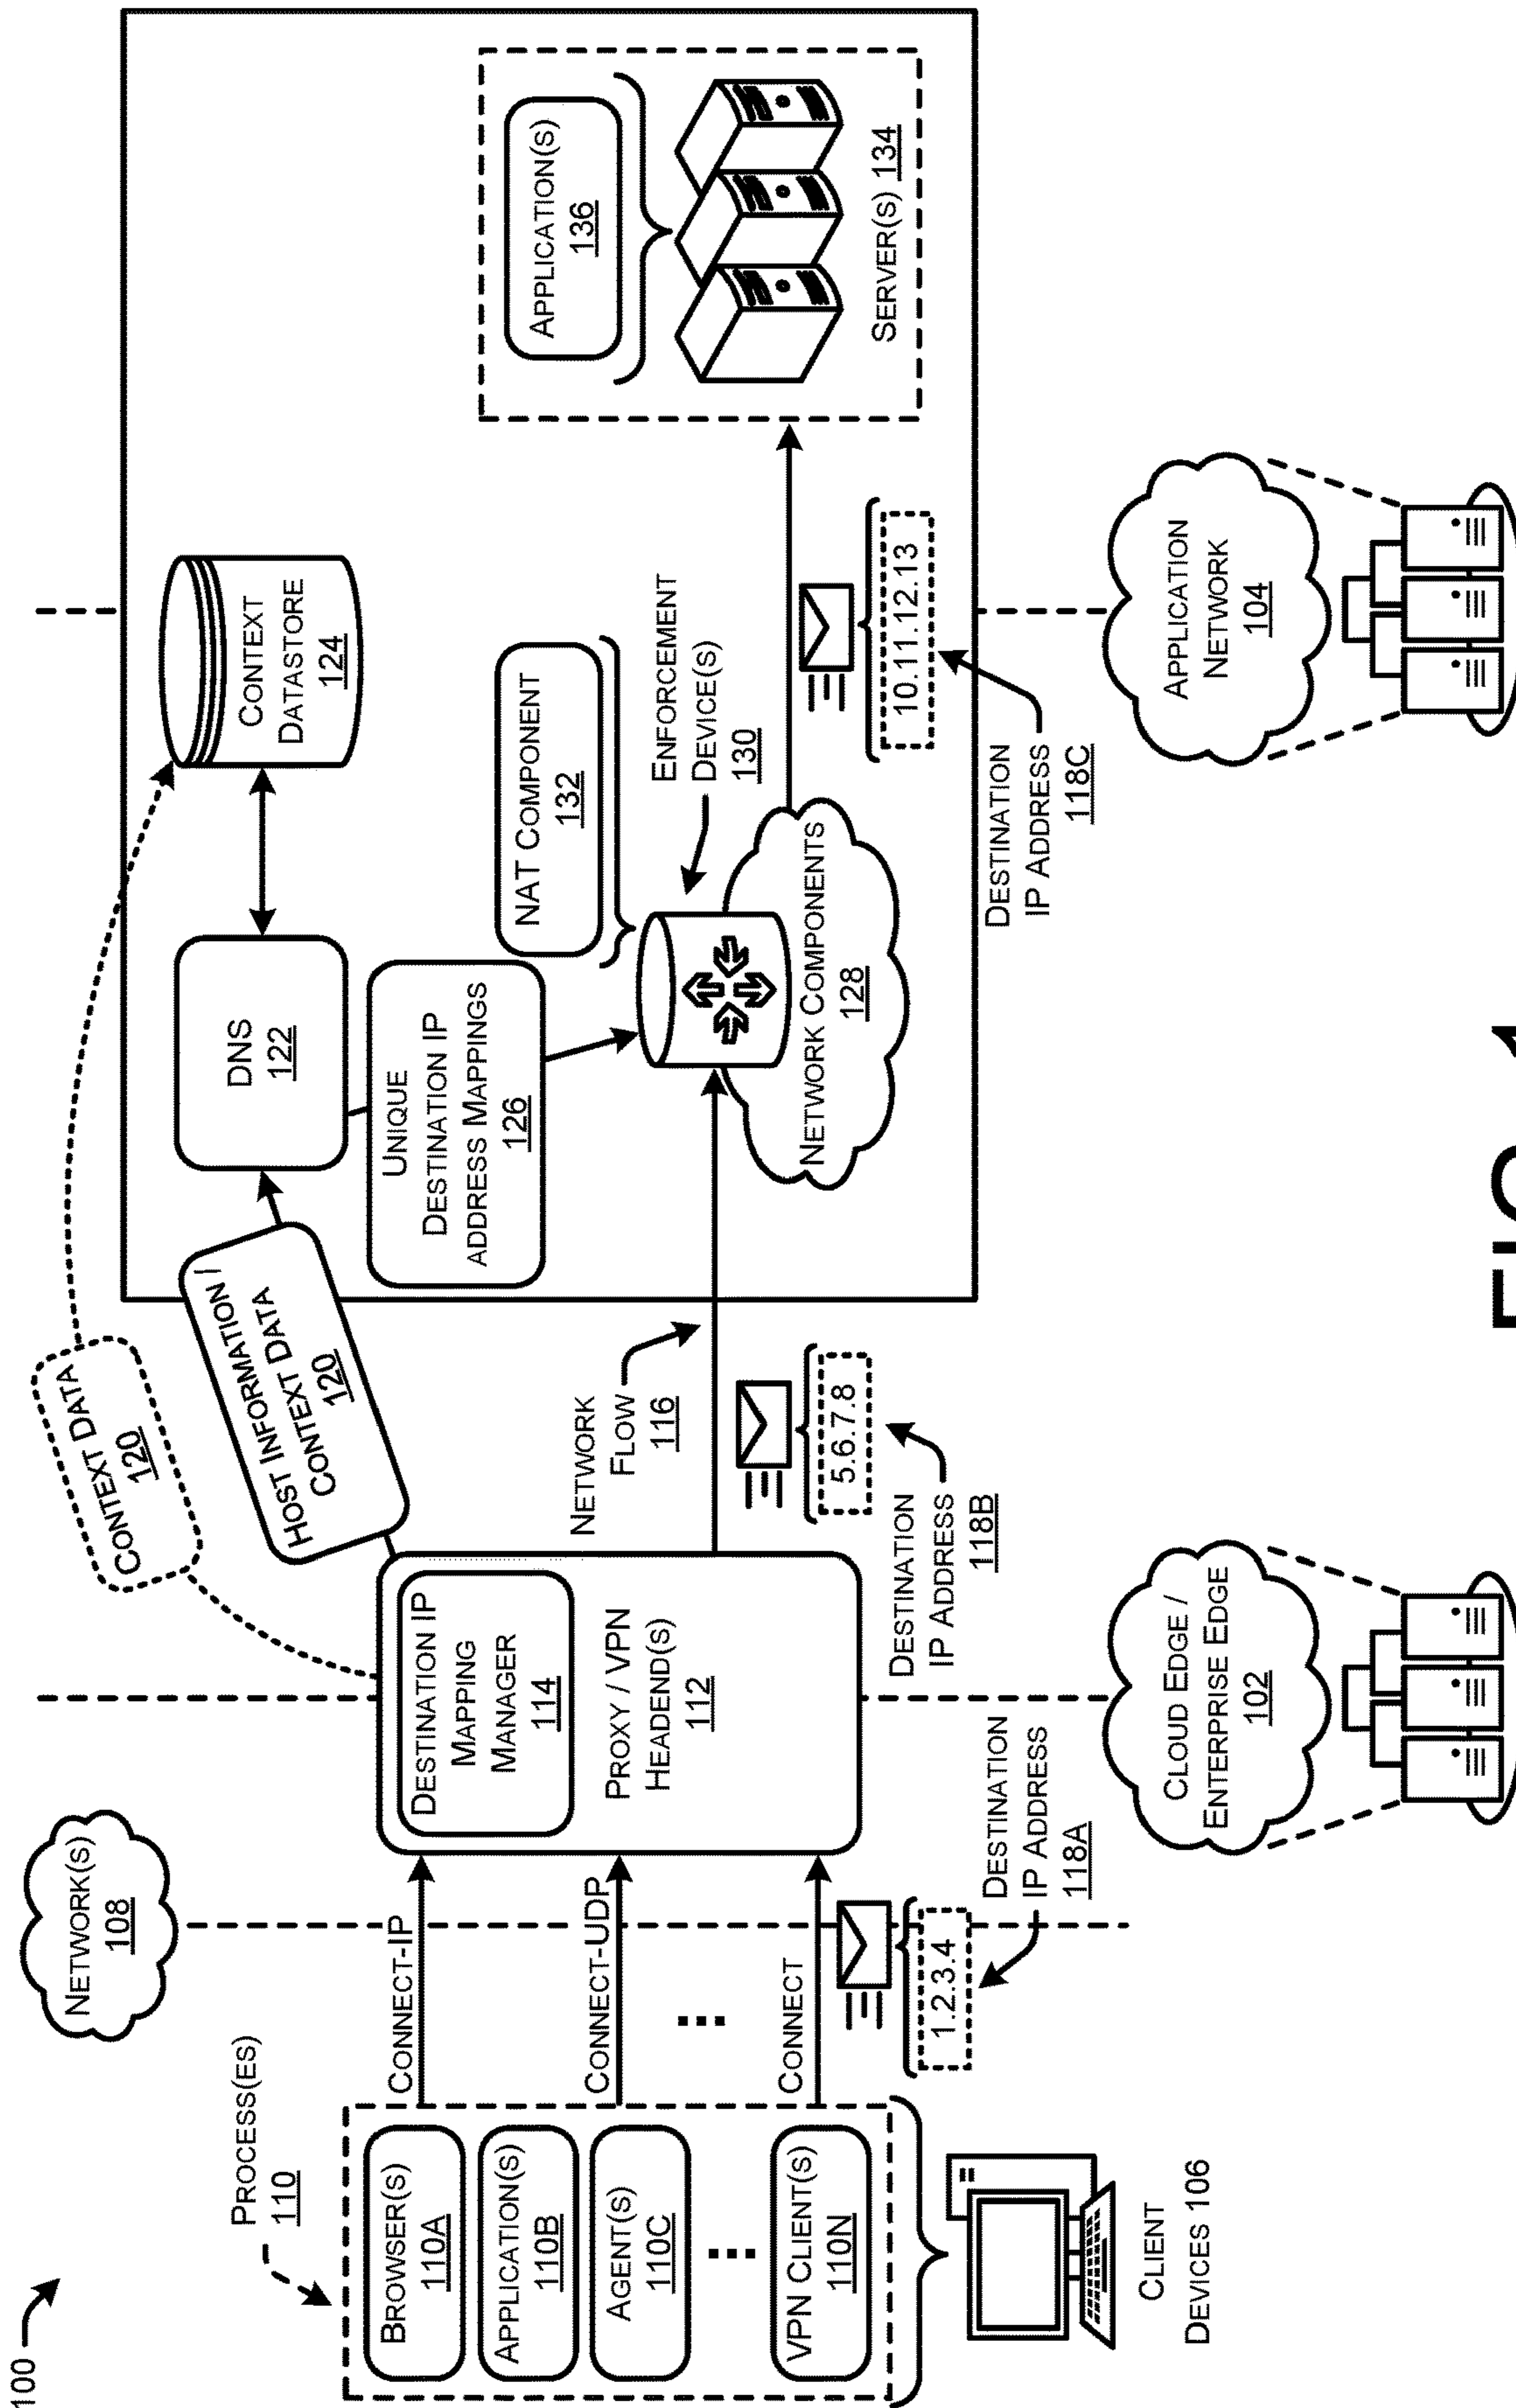 100
PROCESS(ES)
110
BROWSER(S)
110A
APPLICATION(S)
110B
AGENT(S)
110C
...
VPN CLIENT(S)
110N
CLIENT
DEVICES 106
NETWORK(S)
108
CONNECT-IP
CONNECT-UDP
...
CONNECT
1.2.3.4
DESTINATION
IP ADDRESS
118A
DESTINATION IP
MAPPING
MANAGER
114
PROXY / VPN
HEADEND(S)
112
CLOUD EDGE /
ENTERPRISE EDGE
102
CONTEXT DATA
120
HOST INFORMATION /
CONTEXT DATA
120
NETWORK
FLOW
116
5.6.7.8
DESTINATION
IP ADDRESS
118B
DNS
122
CONTEXT
DATASTORE
124
UNIQUE
DESTINATION IP
ADDRESS MAPPINGS
126
NAT COMPONENT
132
ENFORCEMENT
DEVICE(S)
130
NETWORK COMPONENTS
128
10.11.12.13
DESTINATION
IP ADDRESS
118C
APPLICATION(S)
136
SERVER(S) 134
APPLICATION
NETWORK
104